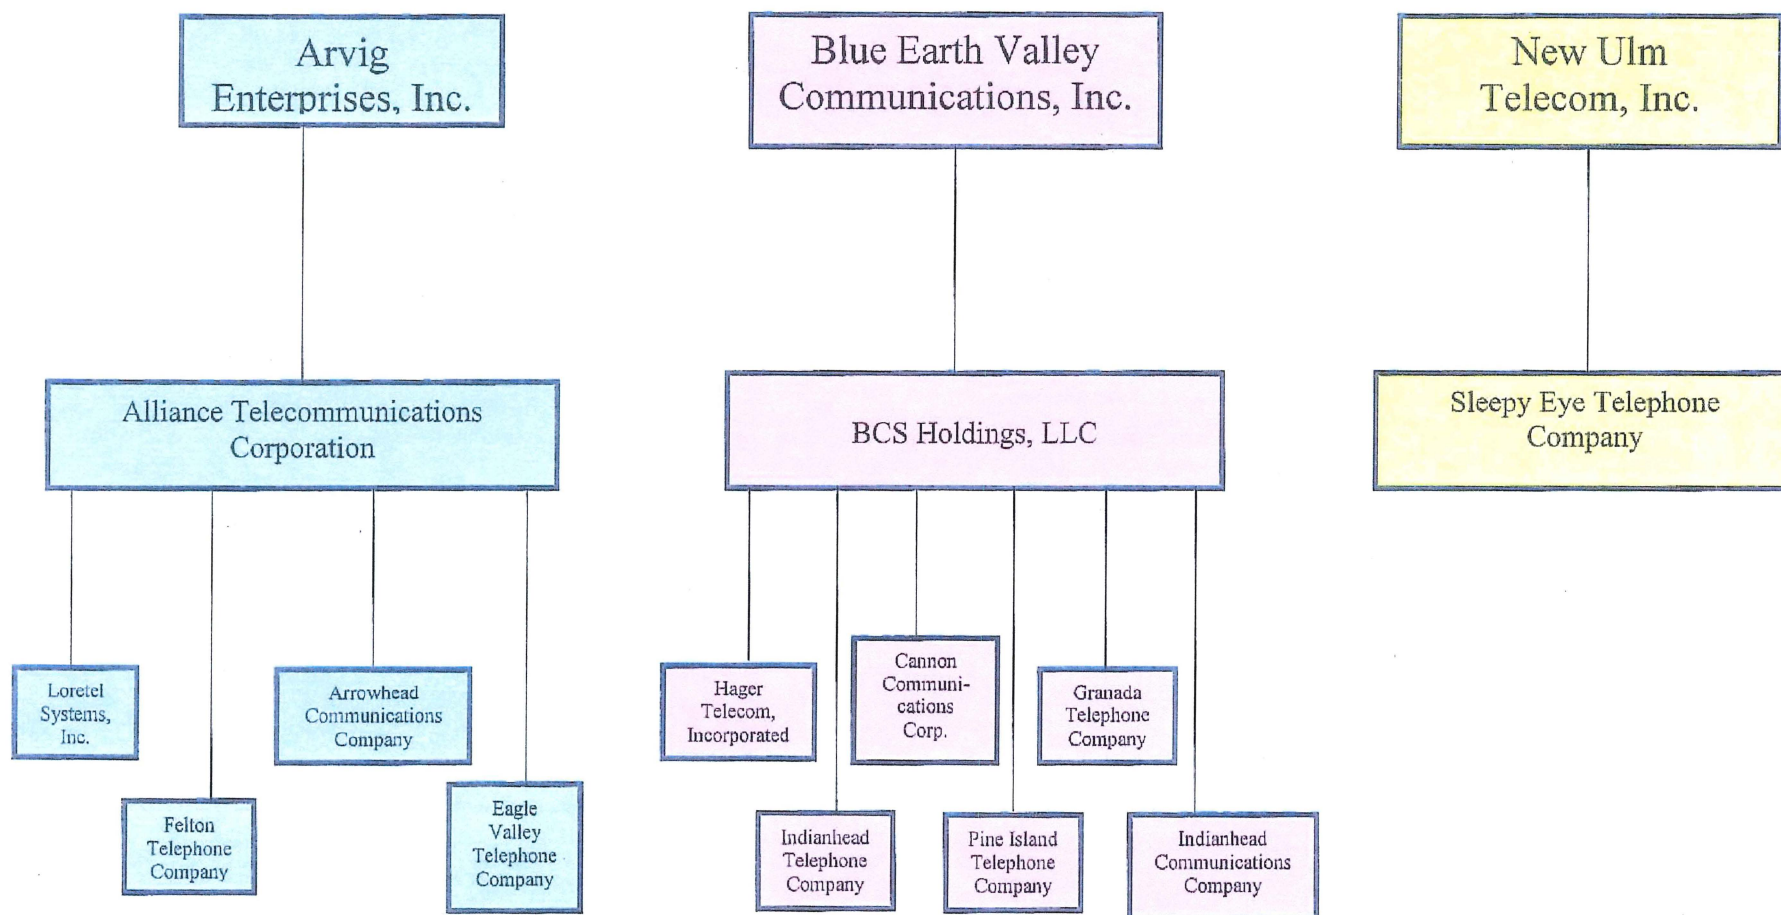 Arvig
Enterprises, Inc.
Blue Earth Valley
Communications, Inc.
New Ulm
Telecom, Inc.
Alliance Telecommunications
Corporation
BCS Holdings, LLC
Sleepy Eye Telephone
Company
Loretel
Systems,
Inc.
Felton
Telephone
Company
Arrowhead
Communications
Company
Eagle
Valley
Telephone
Company
Hager
Telecom,
Incorporated
Indianhead
Telephone
Company
Cannon
Communi-
cations
Corp.
Pine Island
Telephone
Company
Granada
Telephone
Company
Indianhead
Communications
Company